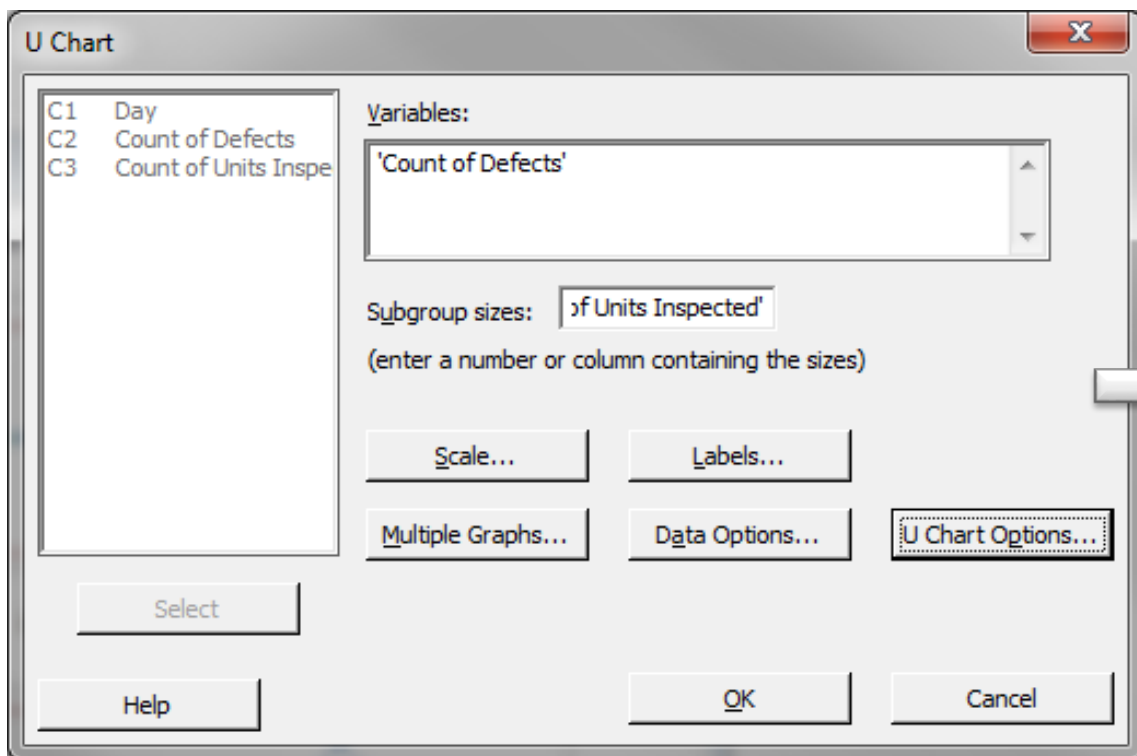 U Chart
C1 Day
C2 Count of Defects
C3 Count of Units Inspe
Variables:
'Count of Defects'
Subgroup sizes:
of Units Inspected'
(enter a number or column containing the sizes)
Scale...
Labels...
Multiple Graphs...
Data Options...
U Chart Options...
Select
Help
OK
Cancel